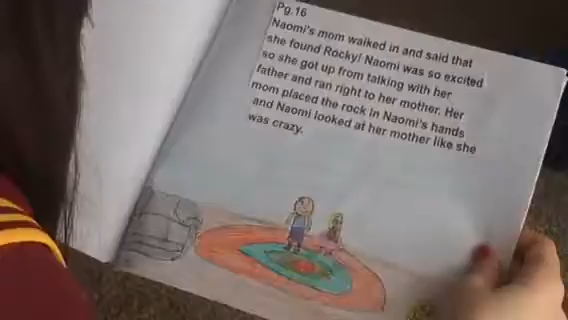 Pg.16
Naomi's mom walked in and said that
she found Rocky! Naomi was so excited
so she got up from talking with her
father and ran right to her mother. Her
mom placed the rock in Naomi's hands
and Naomi looked at her mother like she
was crazy.